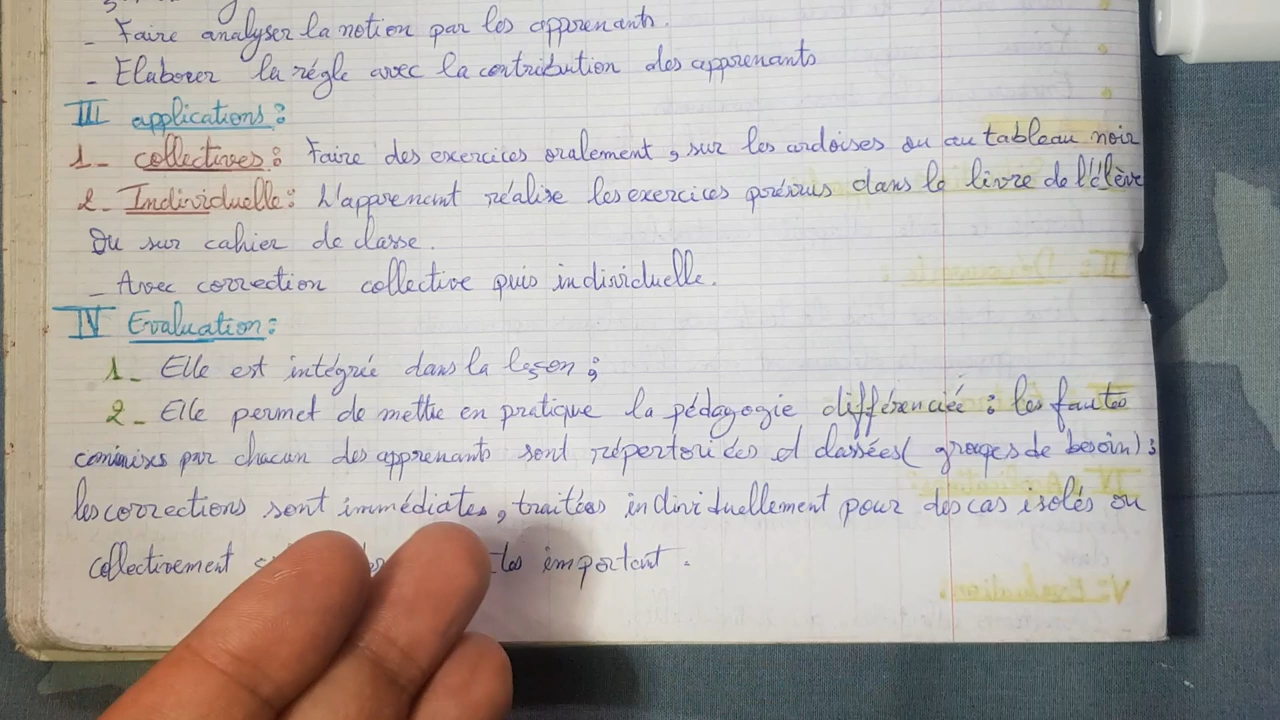 - Faire analyser la notion par les apprenants.
- Elaborer la régle avec la contribution des apprenants
III applications :
1- collectives : Faire des exercices oralement, sur les ardoises ou au tableau noir
2- Individuelle : L'apprenant réalise les exercices prévus dans le livre de l'élève
Ou sur cahier de classe.
- Avec correction collective puis individuelle.
IV Evaluation :
1- Elle est intégrée dans la leçon ;
2- Elle permet de mettre en pratique la pédagogie différenciée : les fautes
commises par chacun des apprenants sont répertoriées et classées ( groupes de besoin) ;
les corrections sont immédiates, traitées individuellement pour des cas isolés ou
collectivement important.